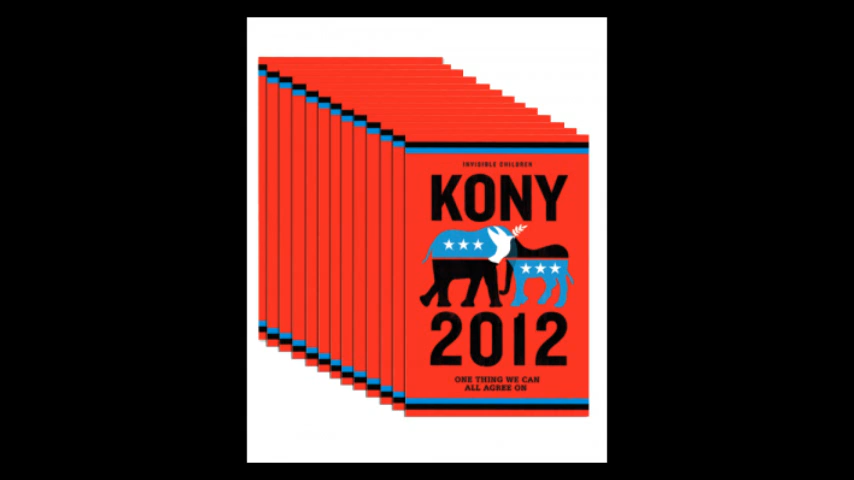 INVISIBLE CHILDREN
KONY
2012
ONE THING WE CAN
ALL AGREE ON